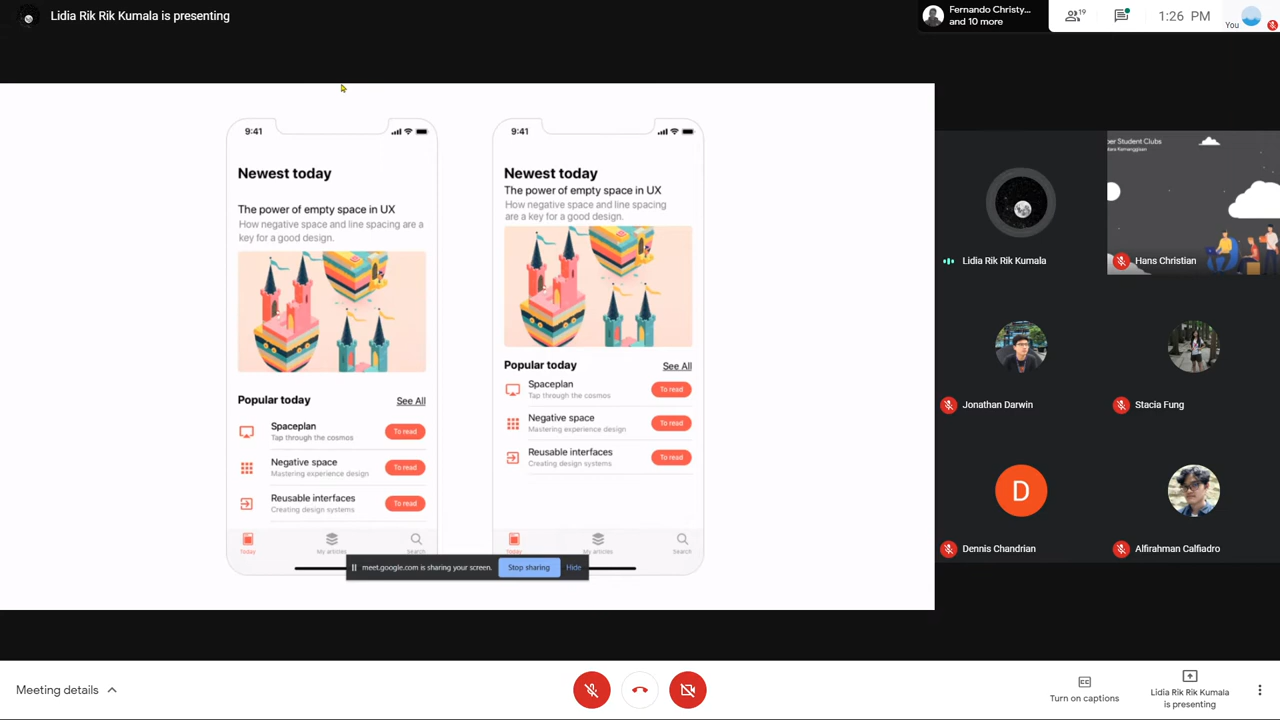 Lidia Rik Rik Kumala is presenting
Fernando Christy...
and 10 more
19
1:26 PM
You
9:41
Newest today
The power of empty space in UX
How negative space and line spacing are a
key for a good design.
Popular today
See All
Spaceplan
Tap through the cosmos
To read
Negative space
Mastering experience design
To read
Reusable interfaces
Creating design systems
To read
Today
My articles
Search
9:41
Newest today
The power of empty space in UX
How negative space and line spacing
are a key for a good design.
Popular today
See All
Spaceplan
Tap through the cosmos
To read
Negative space
Mastering experience design
To read
Reusable interfaces
Creating design systems
To read
Today
My articles
Search
meet.google.com is sharing your screen.
Stop sharing
Hide
Lidia Rik Rik Kumala
Student Clubs
Hans Christian
Jonathan Darwin
Stacia Fung
D
Dennis Chandrian
Alfirahman Calfiadro
Meeting details
CC
Turn on captions
Lidia Rik Rik Kumala
is presenting